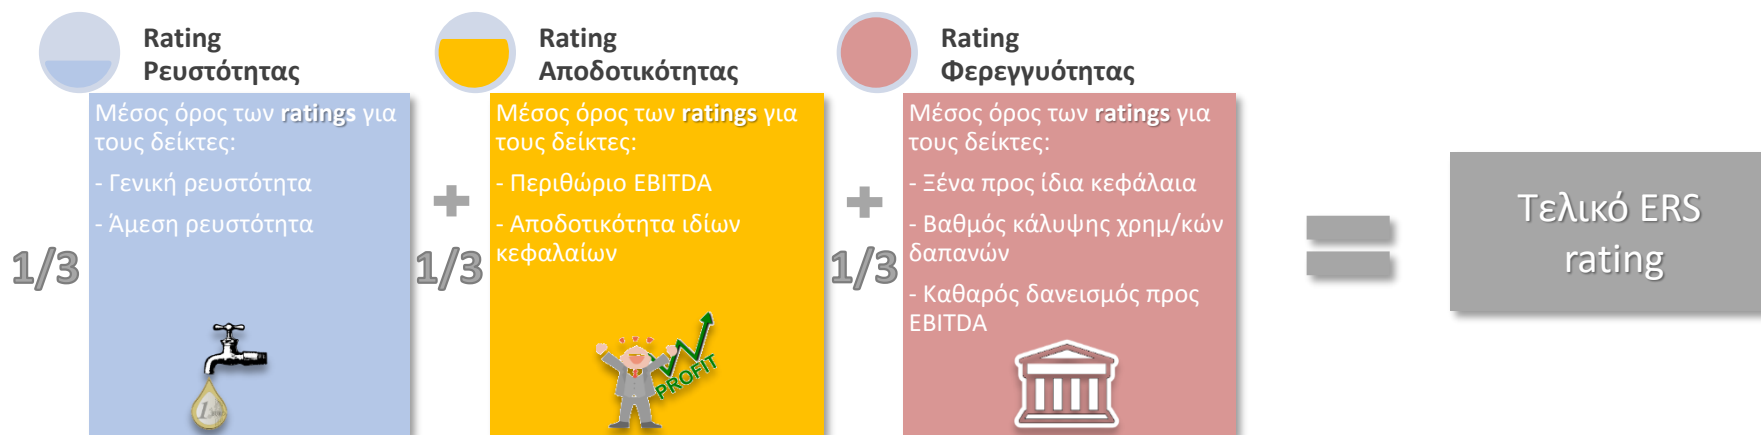 Rating
Ρευστότητας
1/3
Μέσος όρος των ratings για
τους δείκτες:
- Γενική ρευστότητα
- Άμεση ρευστότητα
+
Rating
Αποδοτικότητας
1/3
Μέσος όρος των ratings για
τους δείκτες:
- Περιθώριο EBITDA
- Αποδοτικότητα ιδίων
κεφαλαίων
PROFIT
+
Rating
Φερεγγυότητας
1/3
Μέσος όρος των ratings για
τους δείκτες:
- Ξένα προς ίδια κεφάλαια
- Βαθμός κάλυψης χρημ/κών
δαπανών
- Καθαρός δανεισμός προς
EBITDA
=
Τελικό ERS
rating